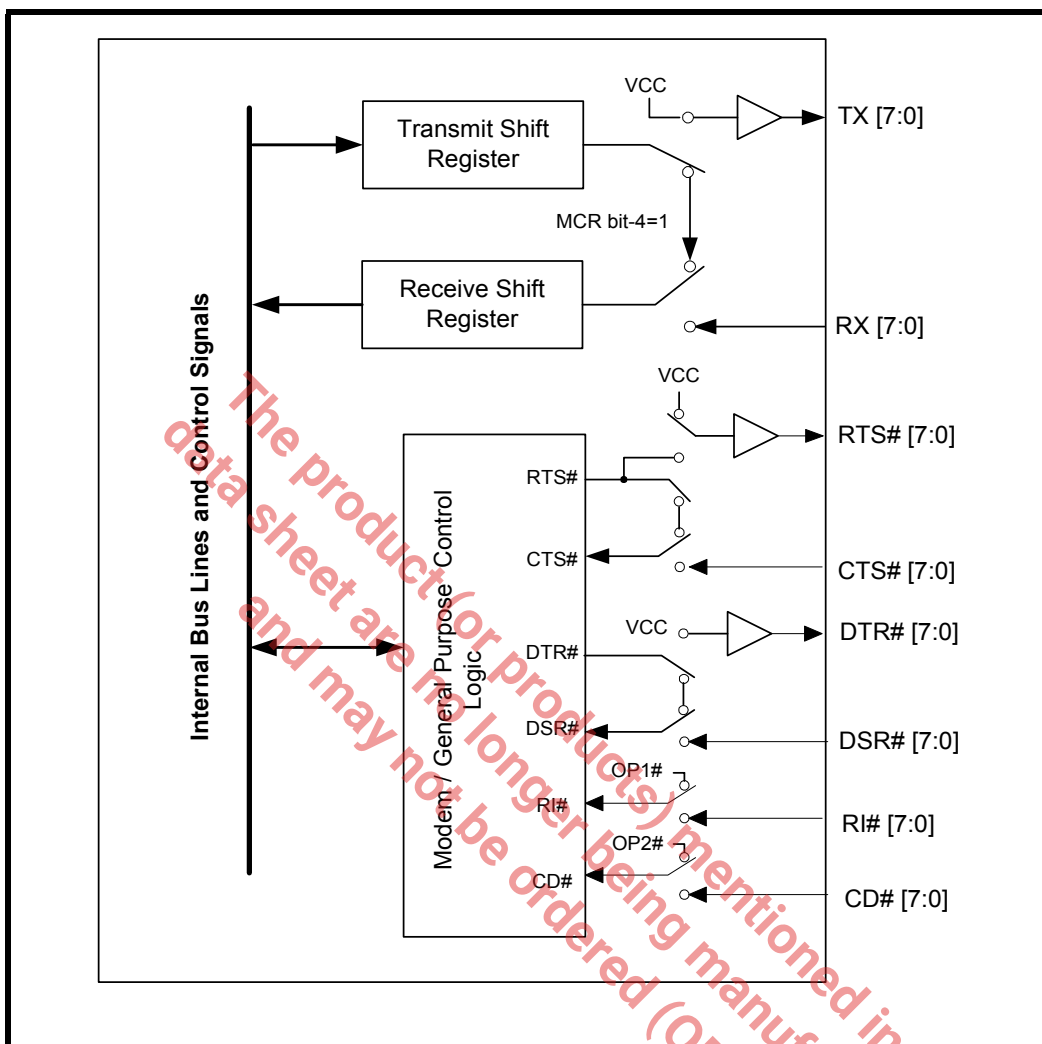 VCC
TX [7:0]
Transmit Shift
Register
MCR bit-4=1
Receive Shift
Register
RX [7:0]
Internal Bus Lines and Control Signals
VCC
RTS# [7:0]
RTS#
CTS#
CTS# [7:0]
Modem / General Purpose Control
Logic
VCC
DTR# [7:0]
DTR#
DSR#
DSR# [7:0]
OP1#
RI#
RI# [7:0]
OP2#
CD#
CD# [7:0]
The product (or products) mentioned in
data sheet are no longer being manuf
and may not be ordered (O